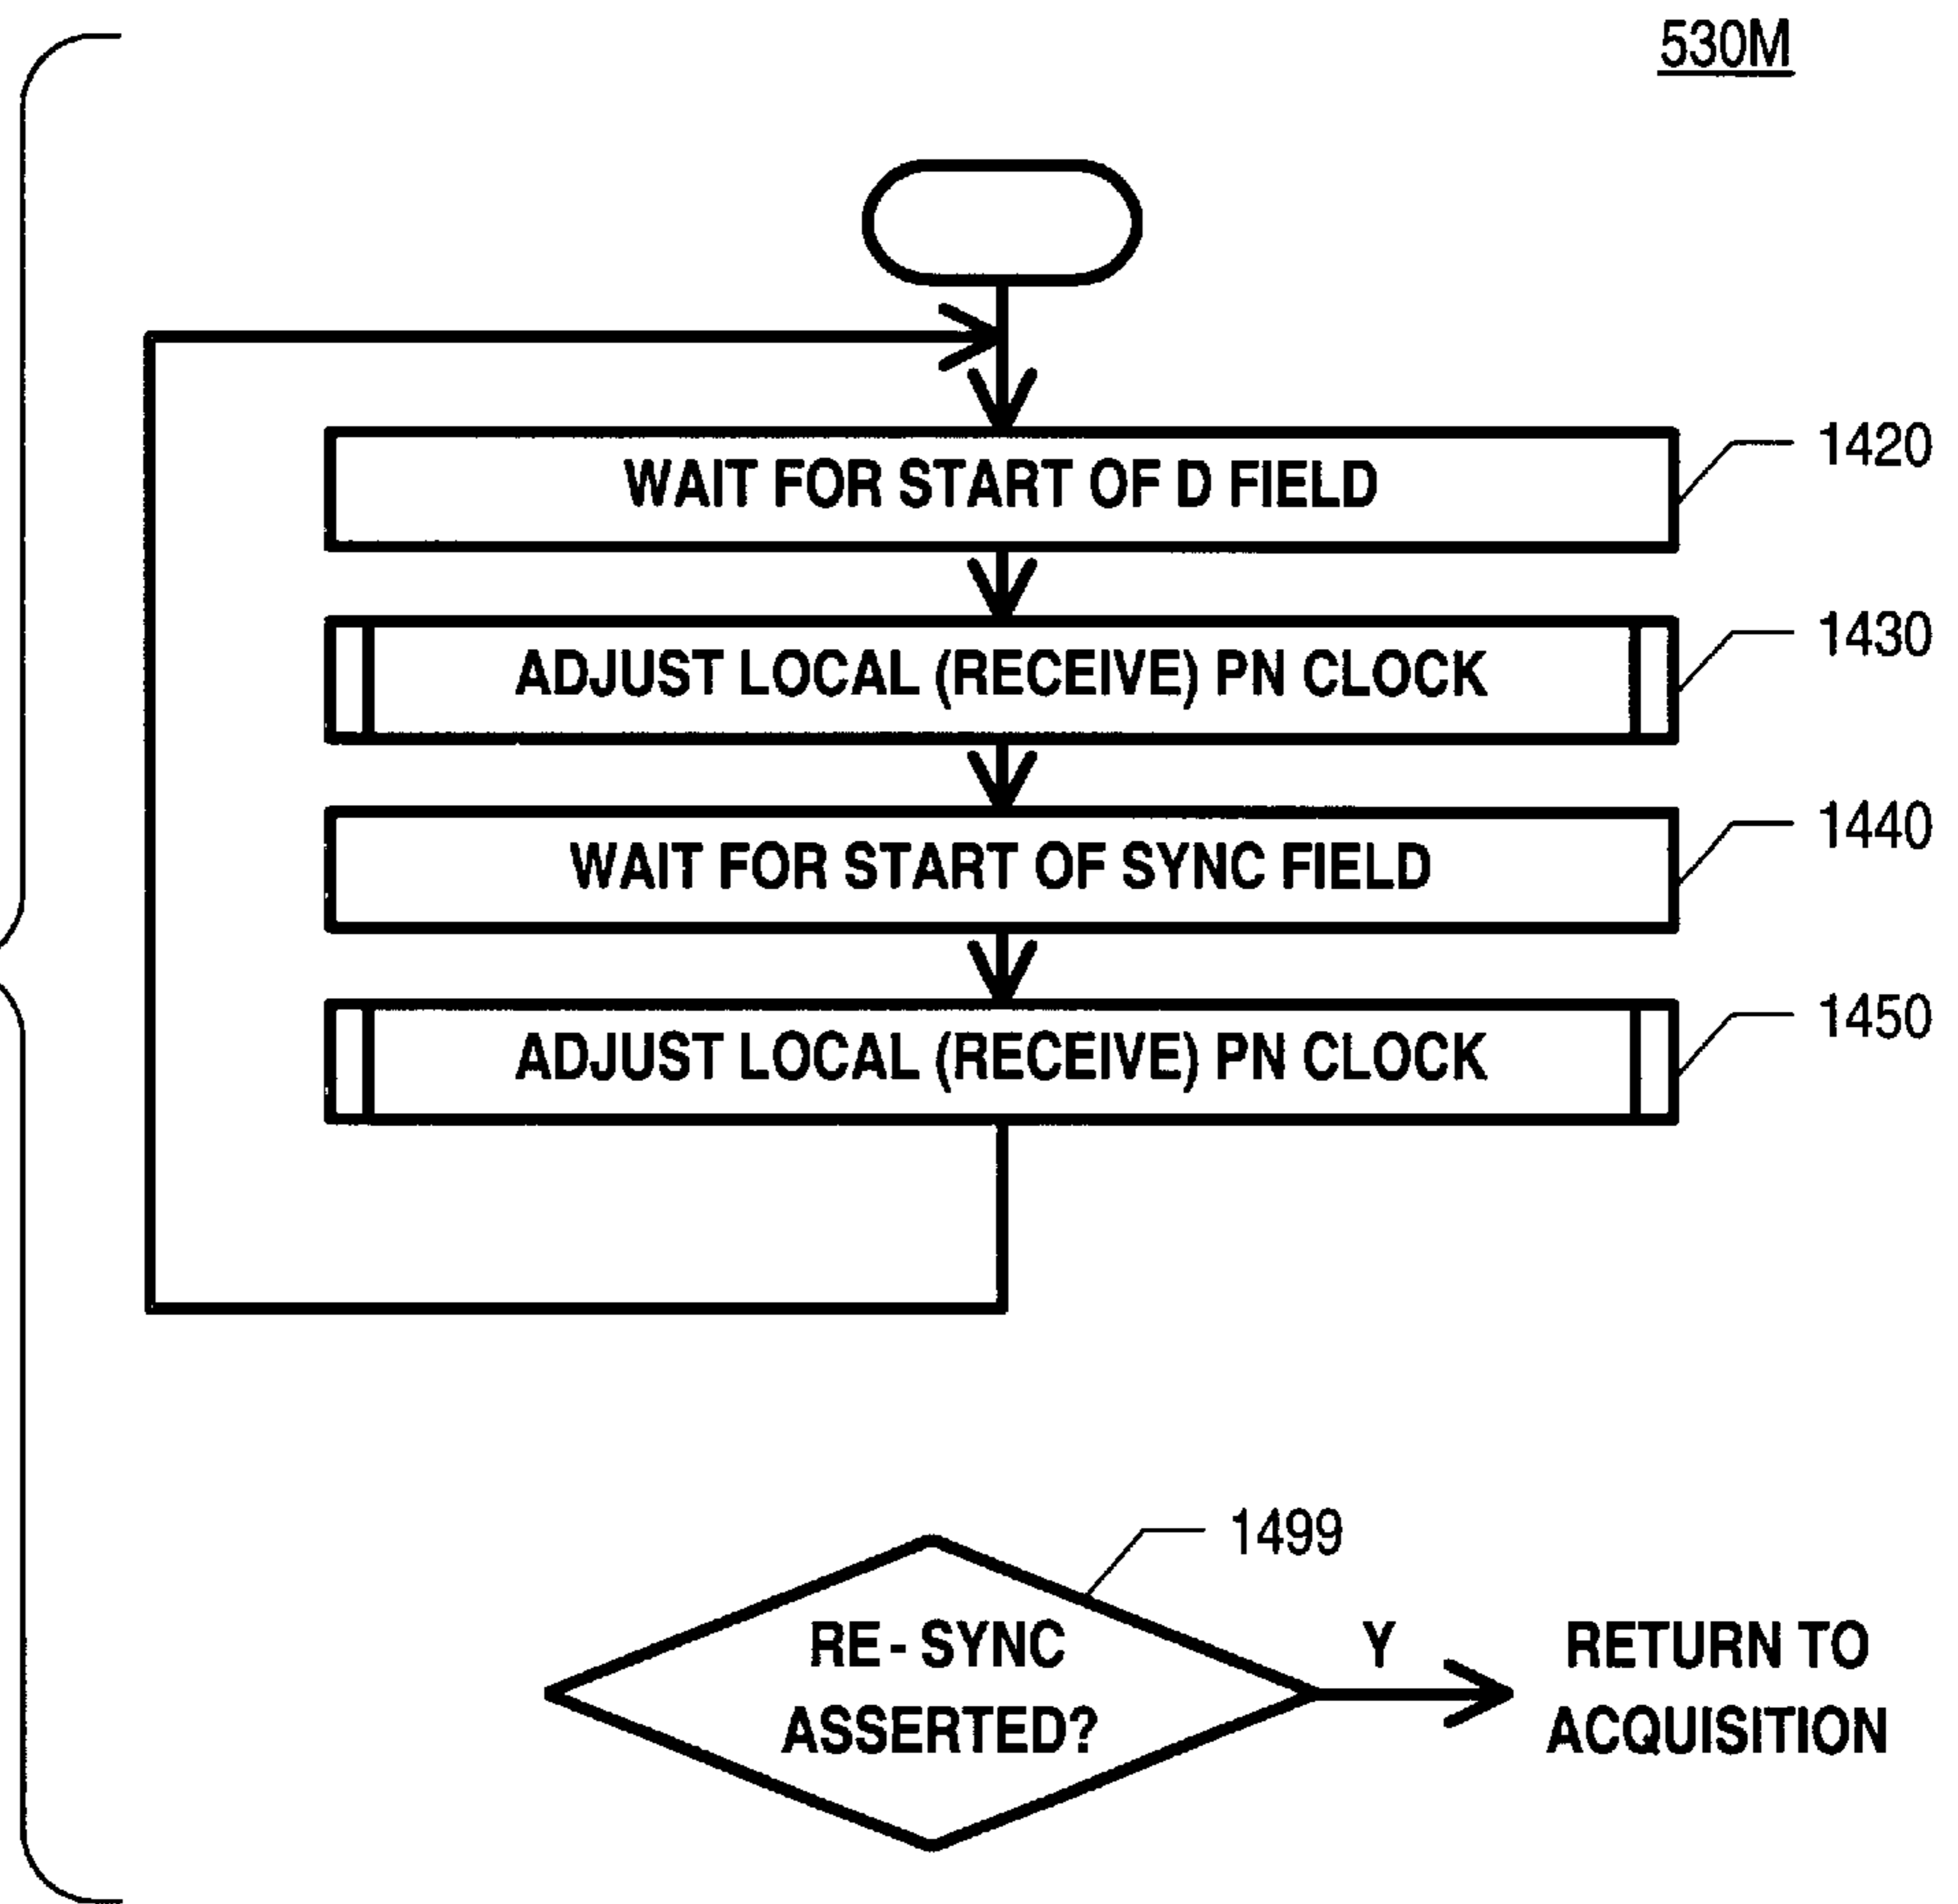 530M
WAIT FOR START OF D FIELD
1420
ADJUST LOCAL (RECEIVE) PN CLOCK
1430
WAIT FOR START OF SYNC FIELD
1440
ADJUST LOCAL (RECEIVE) PN CLOCK
1450
1499
RE-SYNC
ASSERTED?
Y
RETURN TO
ACQUISITION